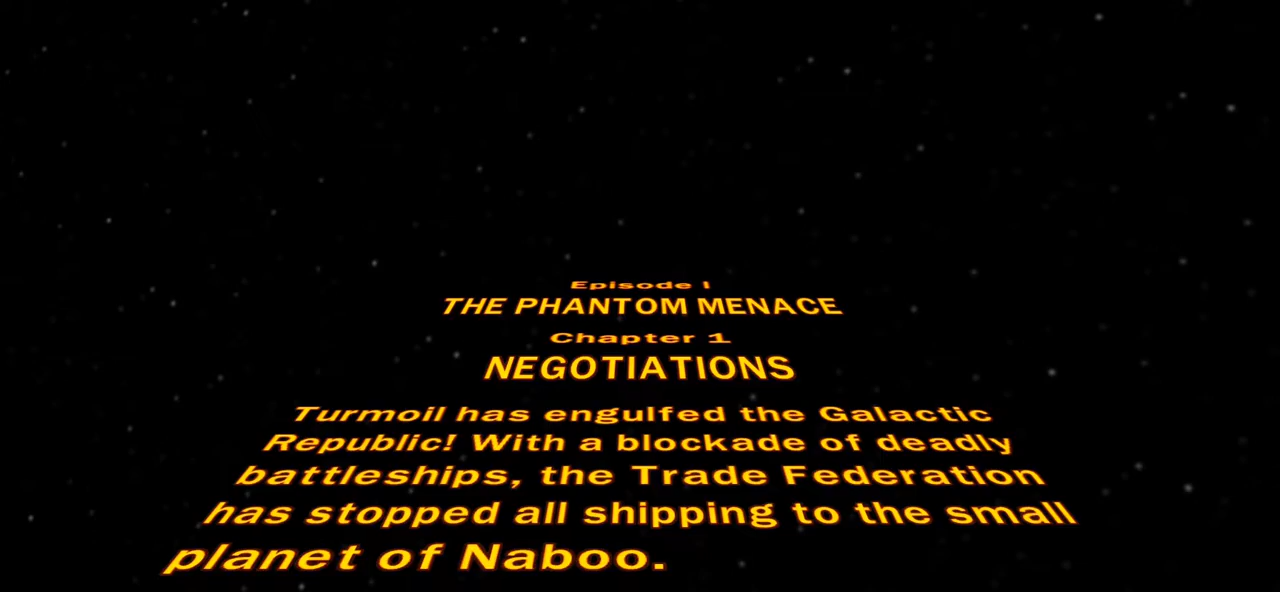 Episode I
THE PHANTOM MENACE
Chapter 1
NEGOTIATIONS
Turmoil has engulfed the Galactic
Republic! With a blockade of deadly
battleships, the Trade Federation
has stopped all shipping to the small
planet of Naboo.